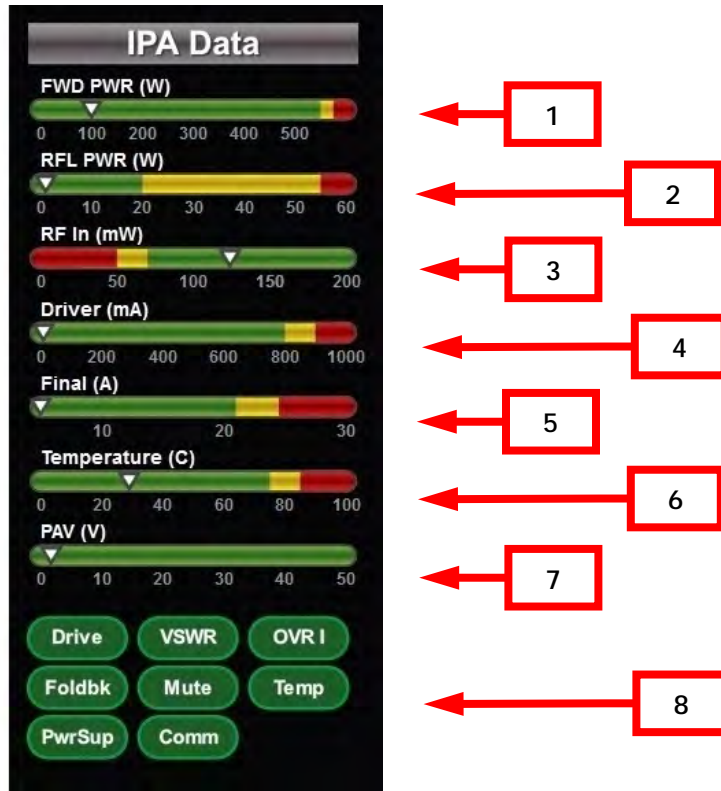 IPA Data
FWD PWR (W)
0 100 200 300 400 500
1
RFL PWR (W)
0 10 20 30 40 50 60
2
RF In (mW)
0 50 100 150 200
3
Driver (mA)
0 200 400 600 800 1000
4
Final (A)
10 20 30
5
Temperature (C)
0 20 40 60 80 100
6
PAV (V)
0 10 20 30 40 50
7
Drive VSWR OVR I
Foldbk Mute Temp
8
PwrSup Comm